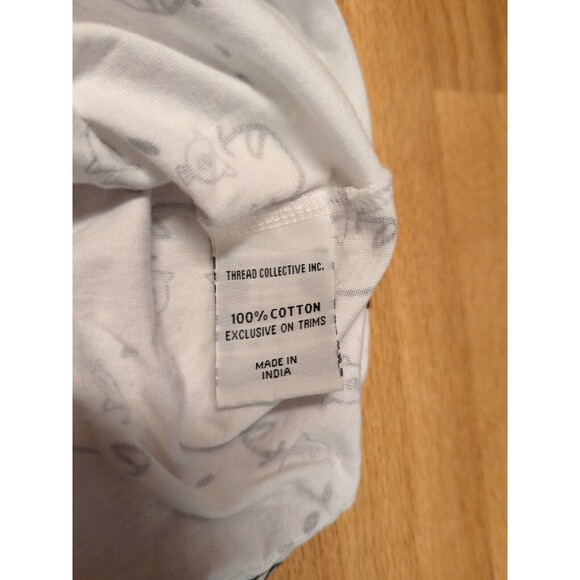 THREAD COLLECTIVE INC.
100% COTTON
EXCLUSIVE ON TRIMS
MADE IN
INDIA